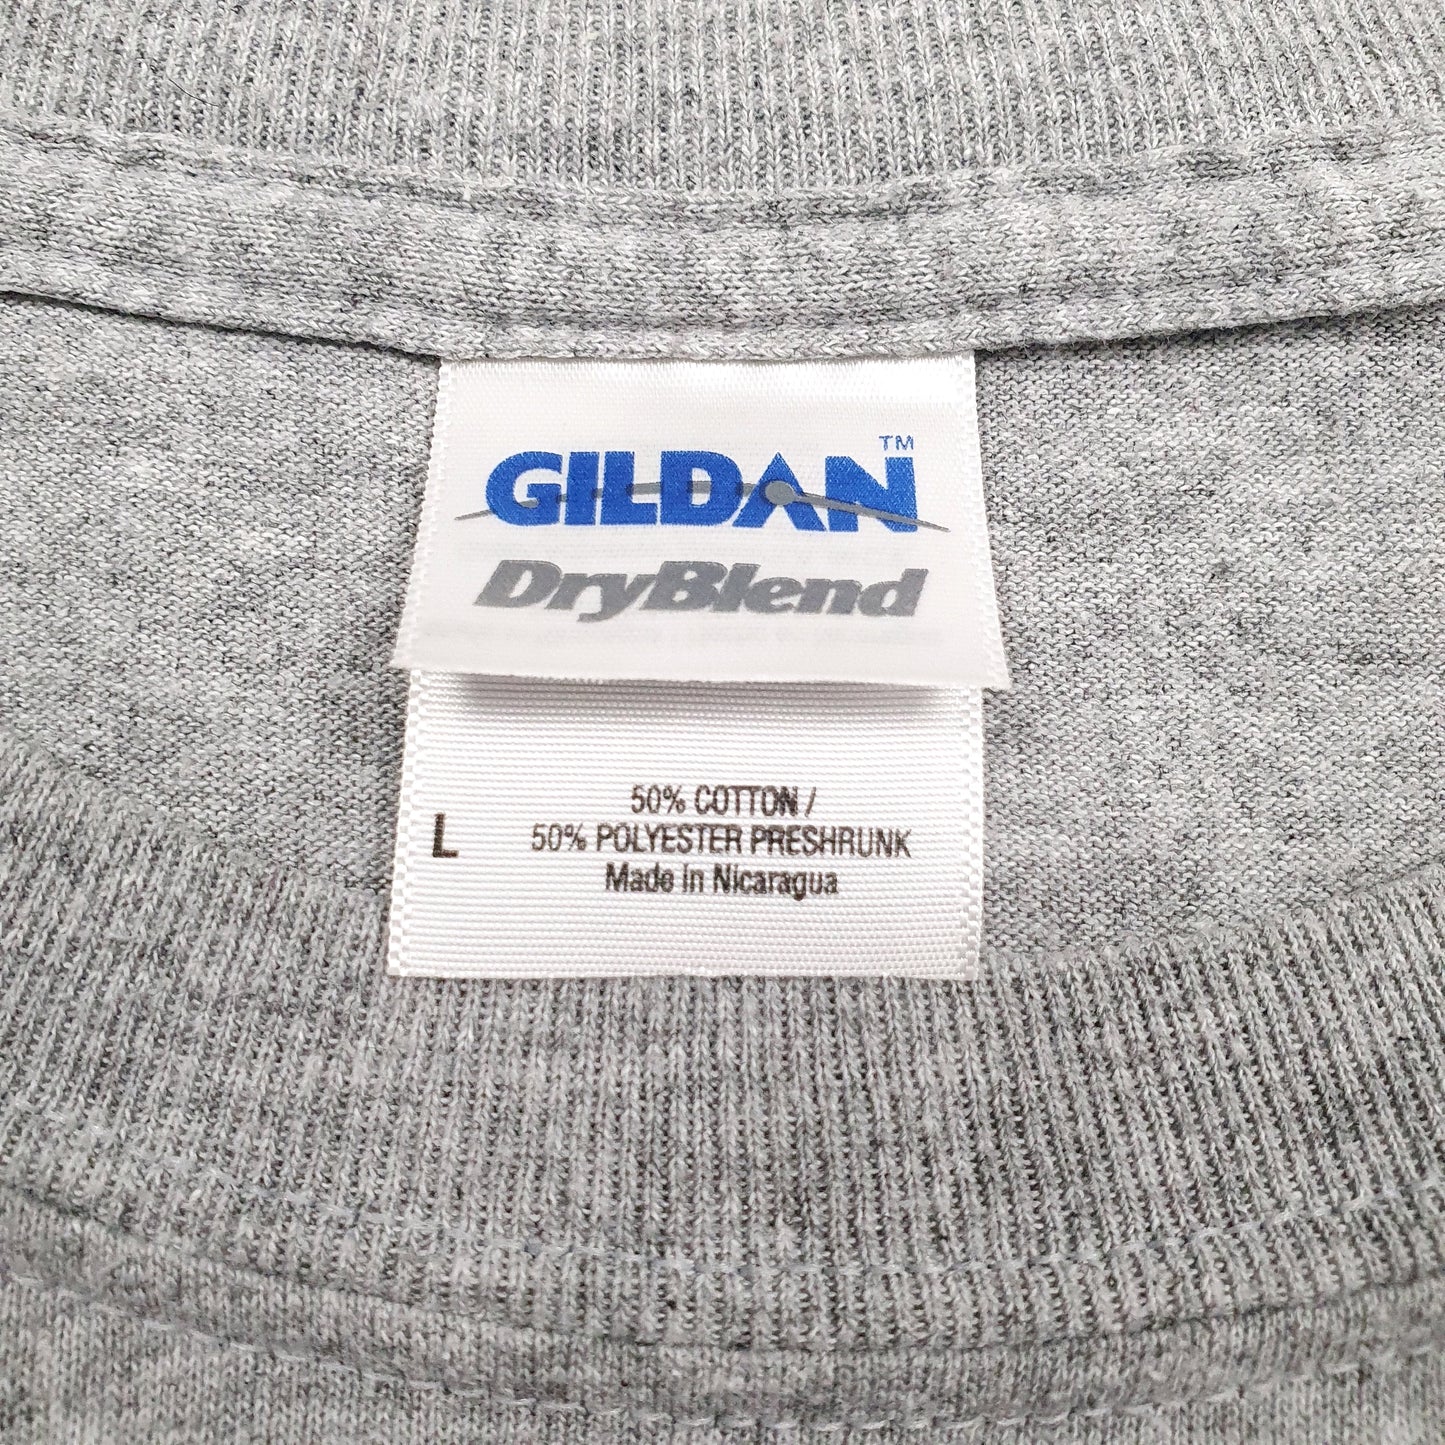 GILDAN™
DryBlend
50% COTTON /
L 50% POLYESTER PRESHRUNK
Made in Nicaragua